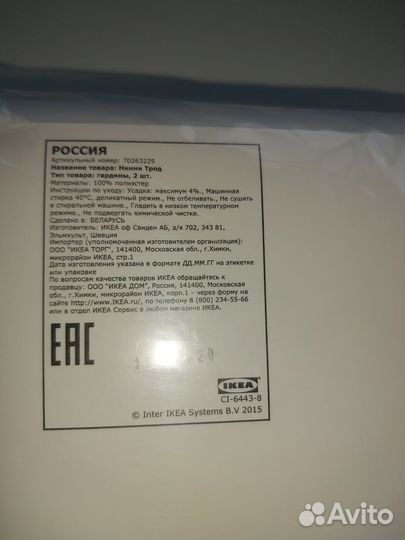 РОССИЯ
Артикульный номер: 70263229
Название товара: Нинни Трод
Тип товара: гардины, 2 шт.
Материалы: 100% полиэстер
Инструкции по уходу: Усадка: максимум 4%., Машинная
стирка 40°C, деликатный режим., Не отбеливать., Не сушить
в стиральной машине., Гладить в низком температурном
режиме., Не подвергать химической чистке.
Сделано в: БЕЛАРУСЬ
Изготовитель: ИКЕА оф Свиден АБ, а/я 702, 343 81,
Эльмхульт, Швеция
Импортер (уполномоченная изготовителем организация):
ООО "ИКЕА ТОРГ", 141400, Московская обл., г.Химки,
микрорайон ИКЕА, стр.1
Дата изготовления указана в формате ДД.ММ.ГГ на этикетке
или упаковке
По вопросам качества товаров ИКЕА обращайтесь к
продавцу: ООО "ИКЕА ДОМ", Россия, 141400, Московская
обл., г.Химки, микрорайон ИКЕА, корп.1 – через форму на
сайте http://www.IKEA.ru/, по телефону 8 (800) 234-55-66
или в отдел ИКЕА Сервис в любом магазине ИКЕА.
EAC
20
IKEA
CI-6443-8
© Inter IKEA Systems B.V 2015
Avito